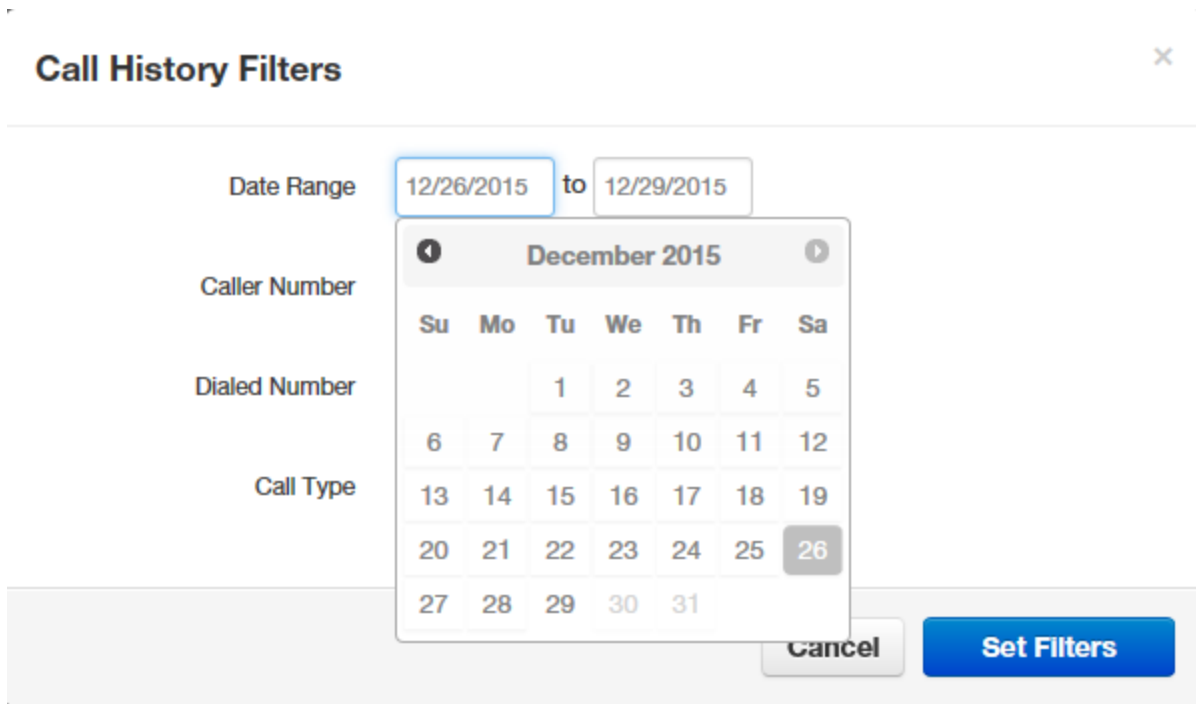 Call History Filters ×
Date Range 12/26/2015 to 12/29/2015
December 2015
Caller Number
Su Mo Tu We Th Fr Sa
Dialed Number 1 2 3 4 5
6 7 8 9 10 11 12
Call Type 13 14 15 16 17 18 19
20 21 22 23 24 25 26
27 28 29 30 31
Cancel Set Filters